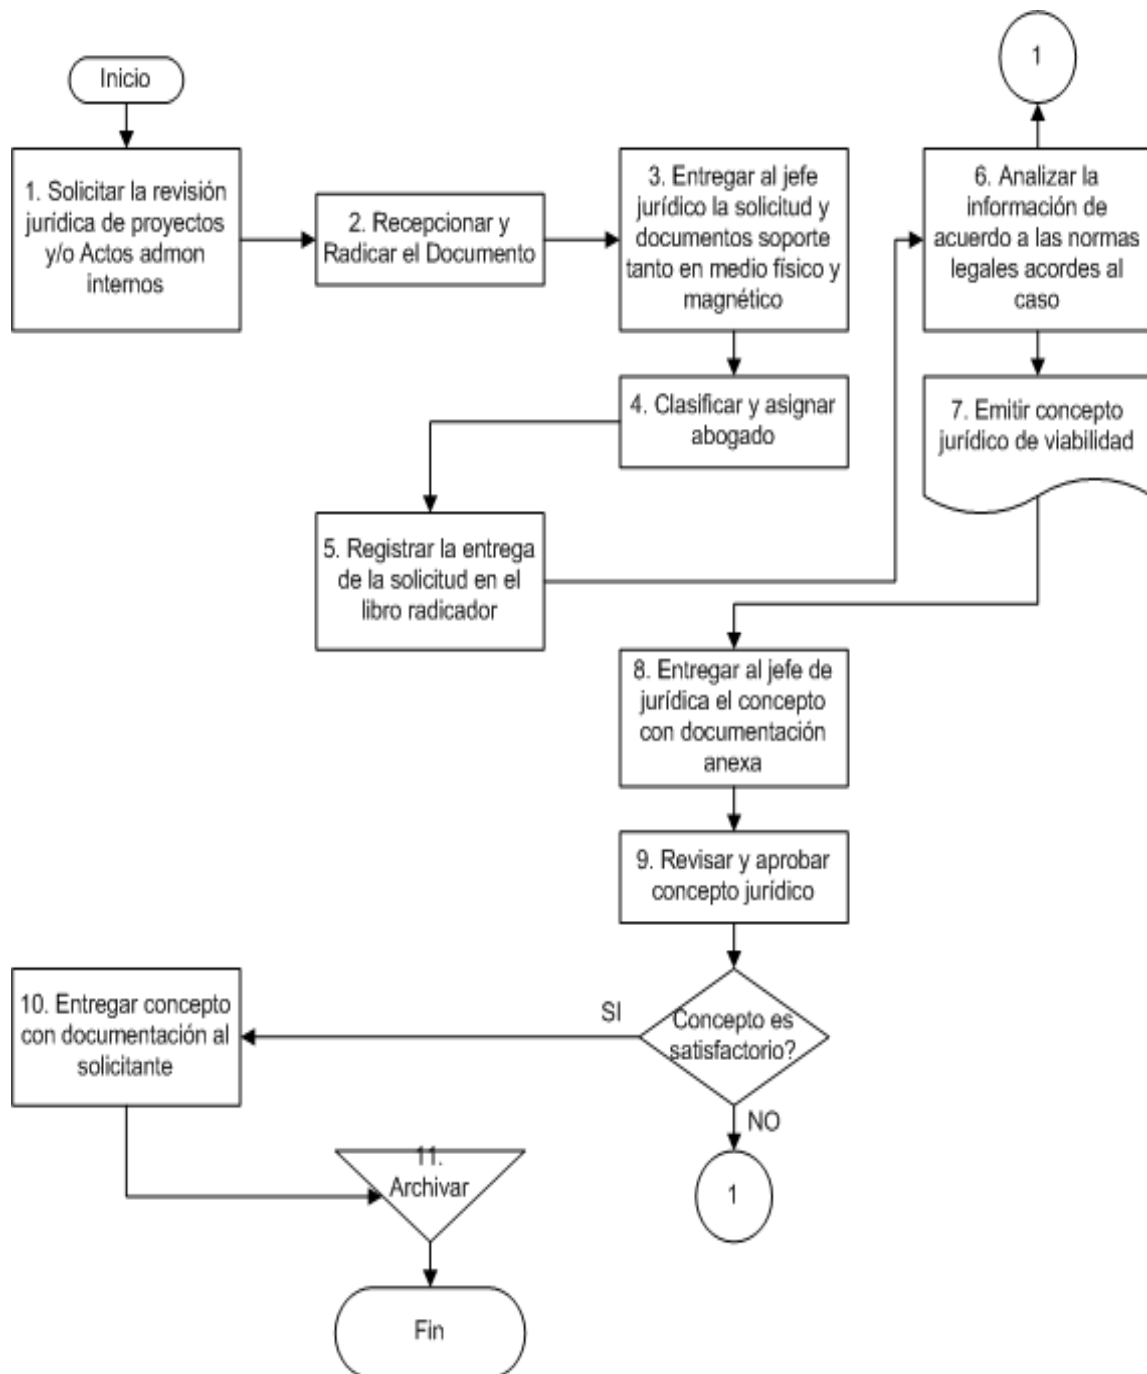 Inicio
1
1. Solicitar la revisión
jurídica de proyectos
y/o Actos admon
internos
2. Recepcionar y
Radicar el Documento
3. Entregar al jefe
jurídico la solicitud y
documentos soporte
tanto en medio físico y
magnético
6. Analizar la
información de
acuerdo a las normas
legales acordes al
caso
4. Clasificar y asignar
abogado
7. Emitir concepto
jurídico de viabilidad
5. Registrar la entrega
de la solicitud en el
libro radicador
8. Entregar al jefe de
jurídica el concepto
con documentación
anexa
9. Revisar y aprobar
concepto jurídico
Concepto es
satisfactorio?
SI
NO
10. Entregar concepto
con documentación al
solicitante
11.
Archivar
1
Fin